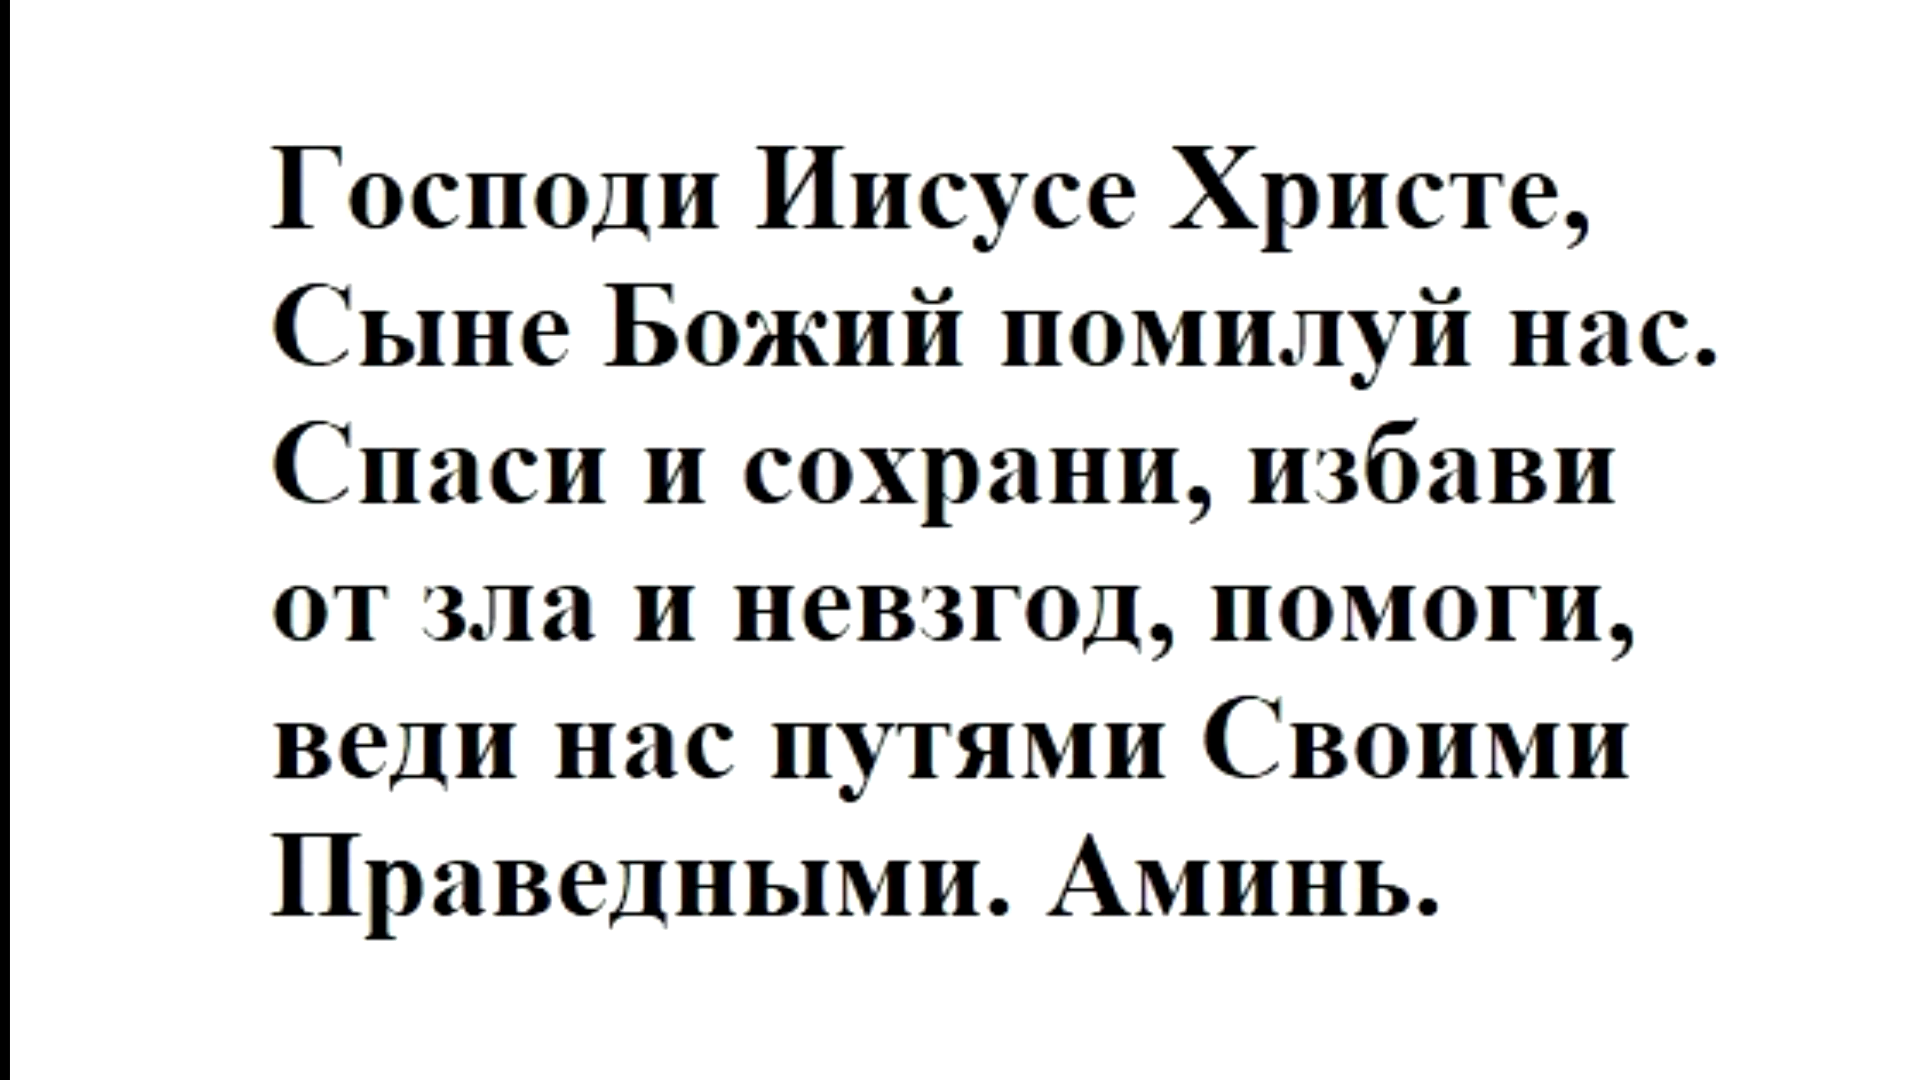 Господи Иисусе Христе,
Сыне Божий помилуй нас.
Спаси и сохрани, избави
от зла и невзгод, помоги,
веди нас путями Своими
Праведными. Аминь.